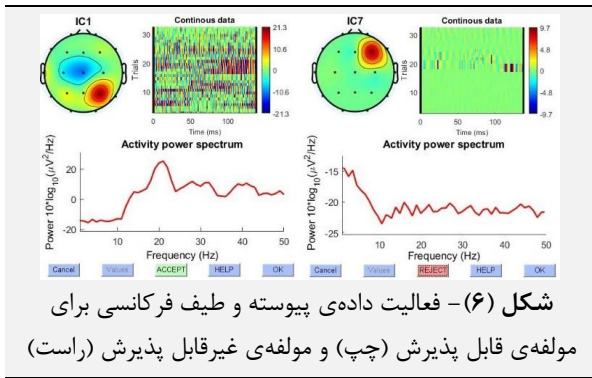 IC1
Continous data
Trials
30
20
10
0
50
100
Time (ms)
21.3
10.6
0
-10.6
-21.3
Activity power spectrum
Power 10*log10(μV²/Hz)
20
0
-20
10
20
30
40
50
Frequency (Hz)
Cancel
Values
ACCEPT
HELP
OK
IC7
Continous data
Trials
30
20
10
0
50
100
Time (ms)
9.7
4.8
0
-4.8
-9.7
Activity power spectrum
Power 10*log10(μV²/Hz)
-15
-20
-25
10
20
30
40
50
Frequency (Hz)
Cancel
Values
REJECT
HELP
OK
شکل (۶)- فعالیت داده‌ی پیوسته و طیف فرکانسی برای
مولفه‌ی قابل پذیرش (چپ) و مولفه‌ی غیرقابل پذیرش (راست)